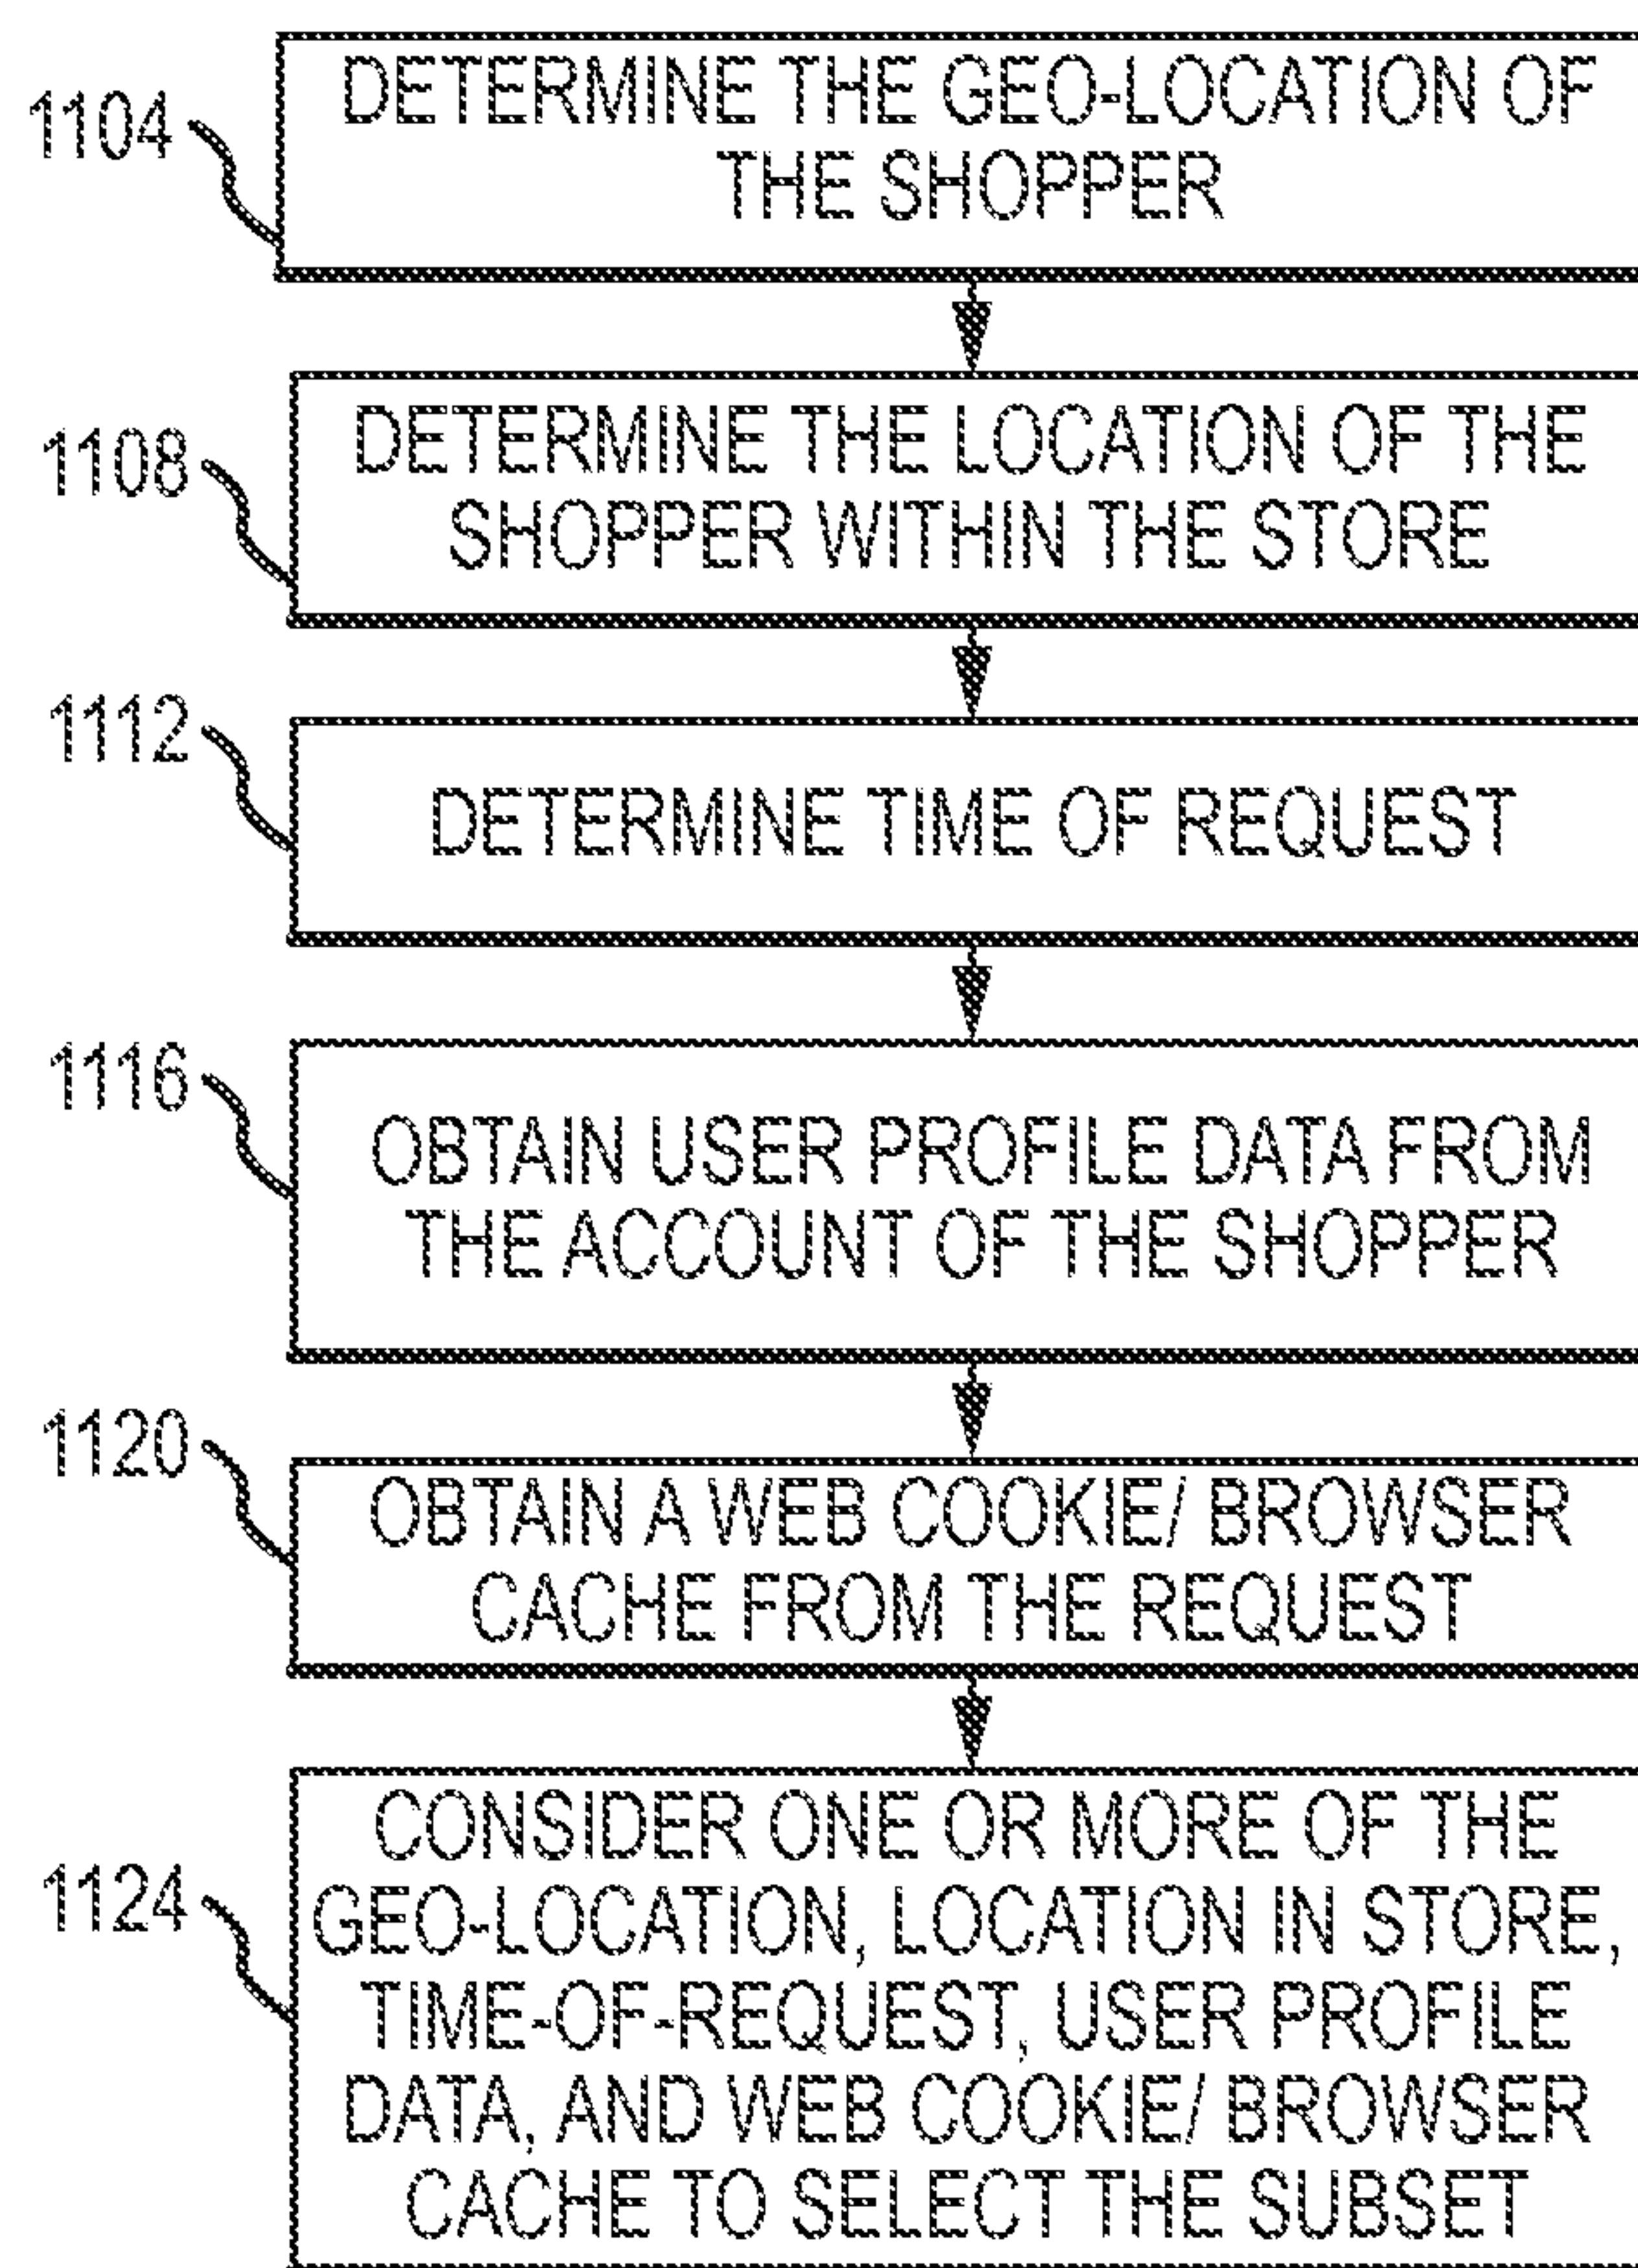 1104
DETERMINE THE GEO-LOCATION OF
THE SHOPPER
1108
DETERMINE THE LOCATION OF THE
SHOPPER WITHIN THE STORE
1112
DETERMINE TIME OF REQUEST
1116
OBTAIN USER PROFILE DATA FROM
THE ACCOUNT OF THE SHOPPER
1120
OBTAIN A WEB COOKIE/ BROWSER
CACHE FROM THE REQUEST
1124
CONSIDER ONE OR MORE OF THE
GEO-LOCATION, LOCATION IN STORE,
TIME-OF-REQUEST, USER PROFILE
DATA, AND WEB COOKIE/ BROWSER
CACHE TO SELECT THE SUBSET